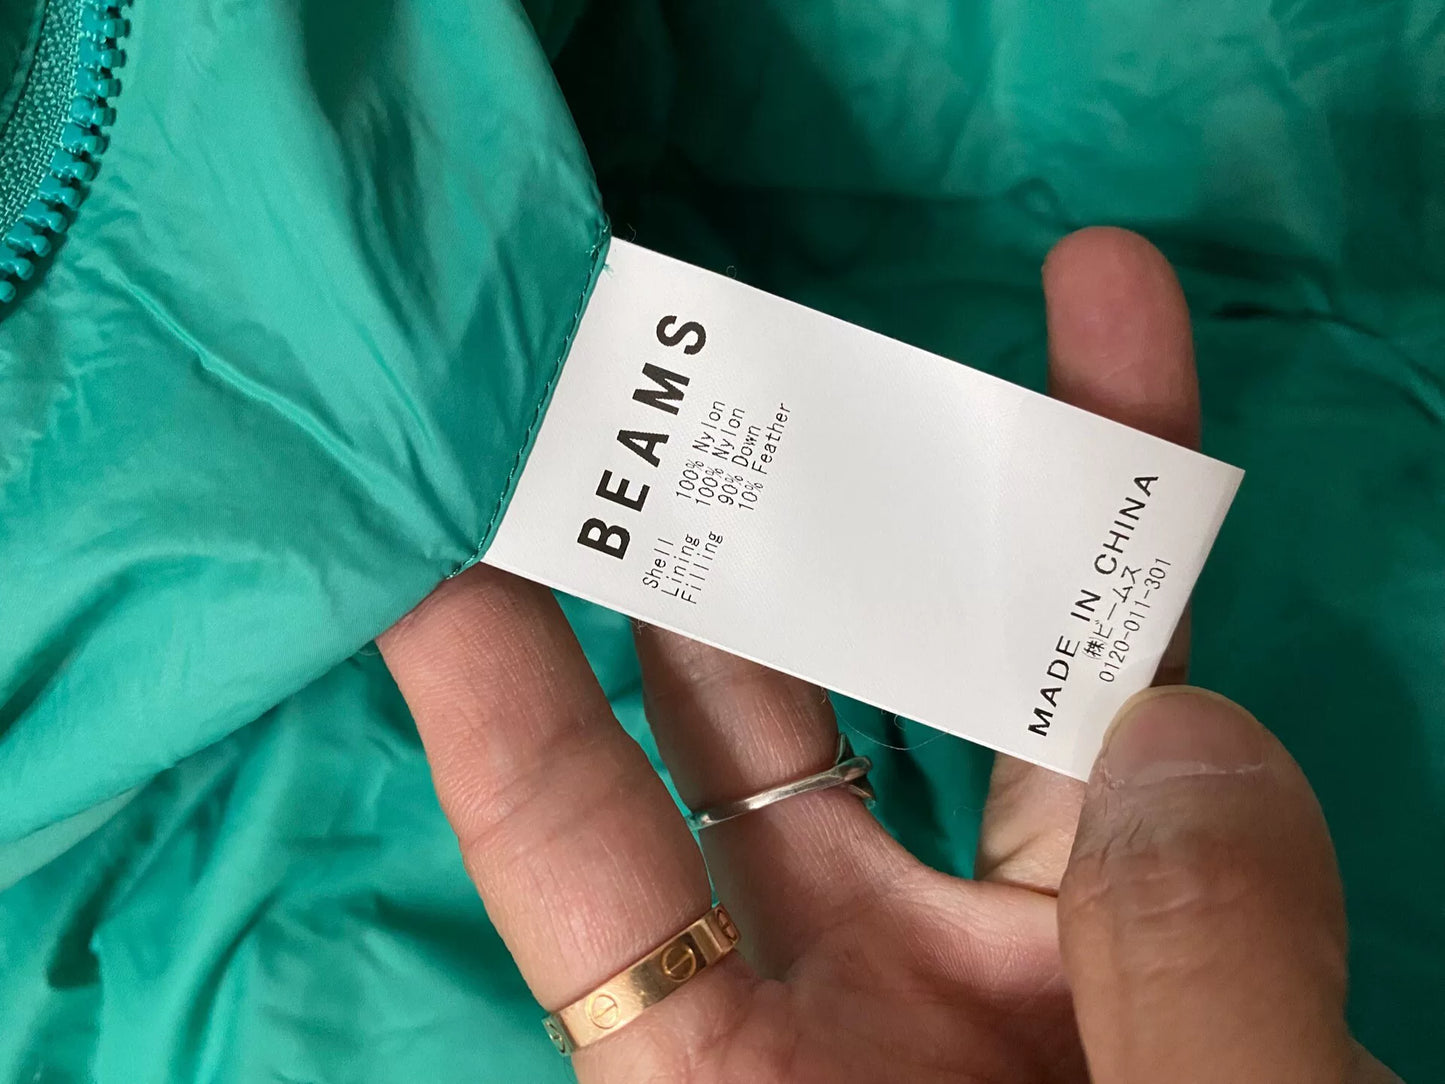 BEAMS
Shell 100% Nylon
Lining 100% Nylon
Filling 90% Down
10% Feather
MADE IN CHINA
㈱ビームス
0120-011-301